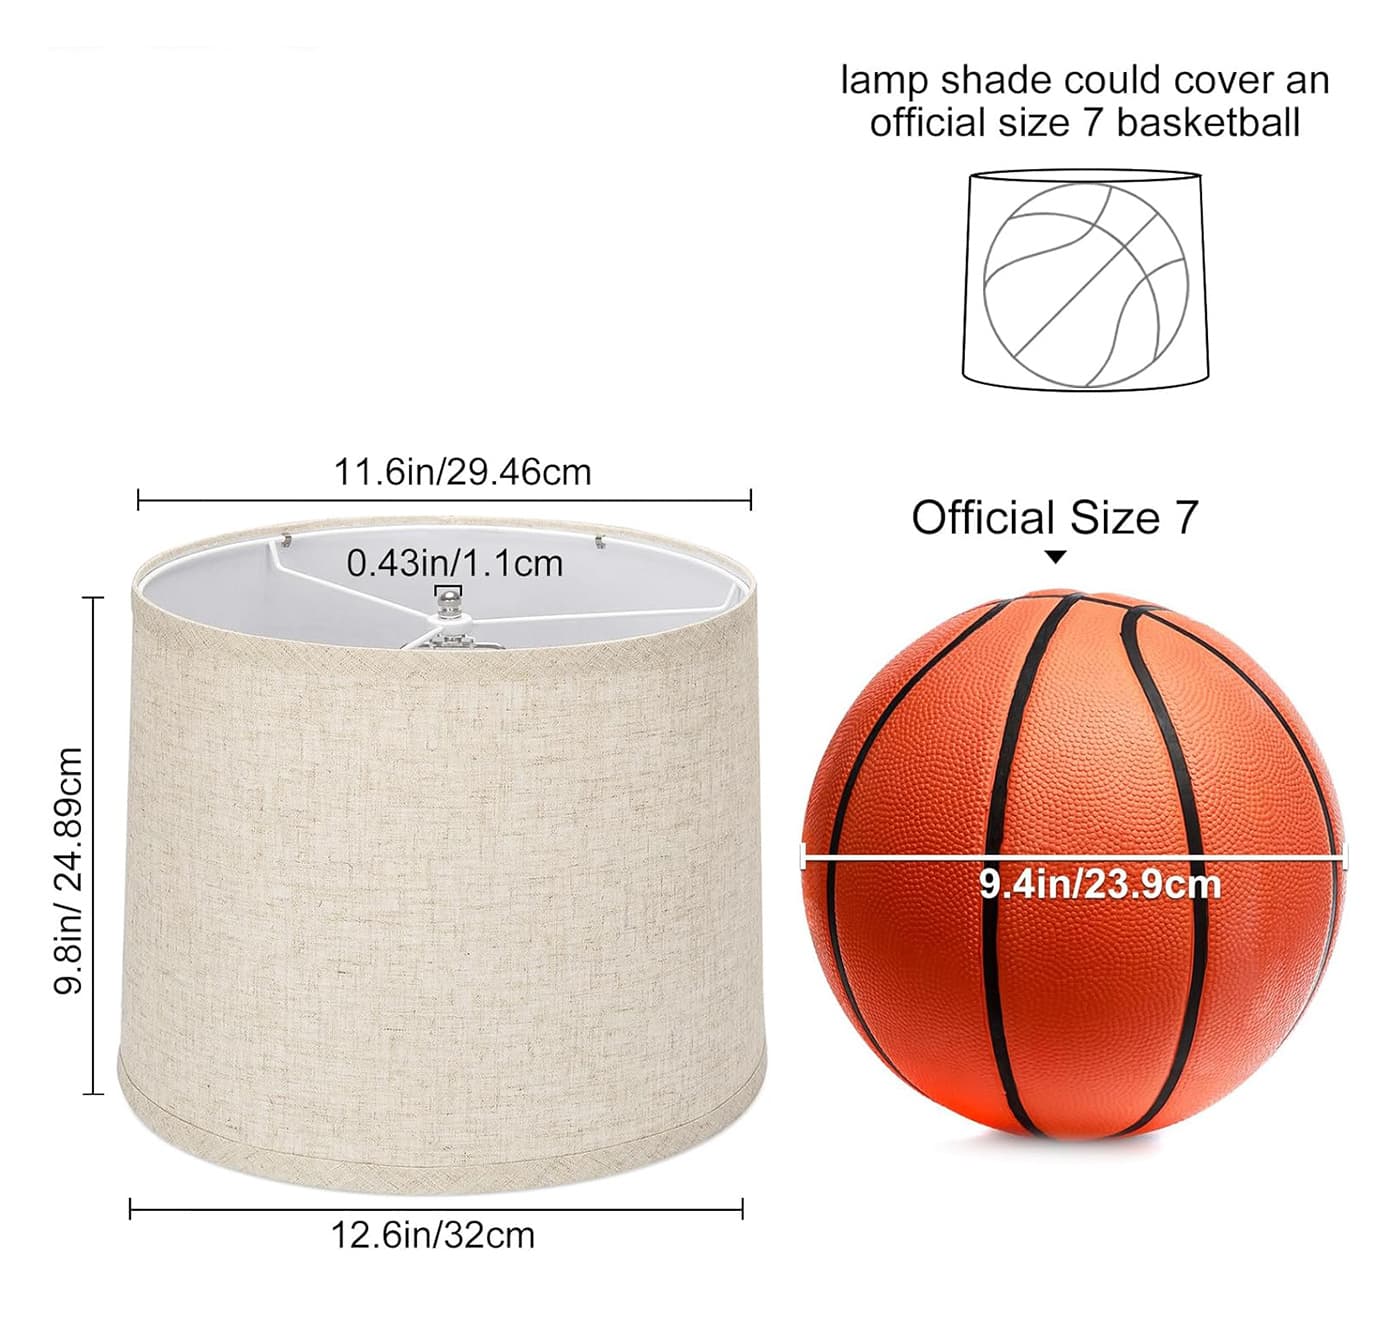 lamp shade could cover an
official size 7 basketball
11.6in/29.46cm
0.43in/1.1cm
9.8in/ 24.89cm
12.6in/32cm
Official Size 7
9.4in/23.9cm